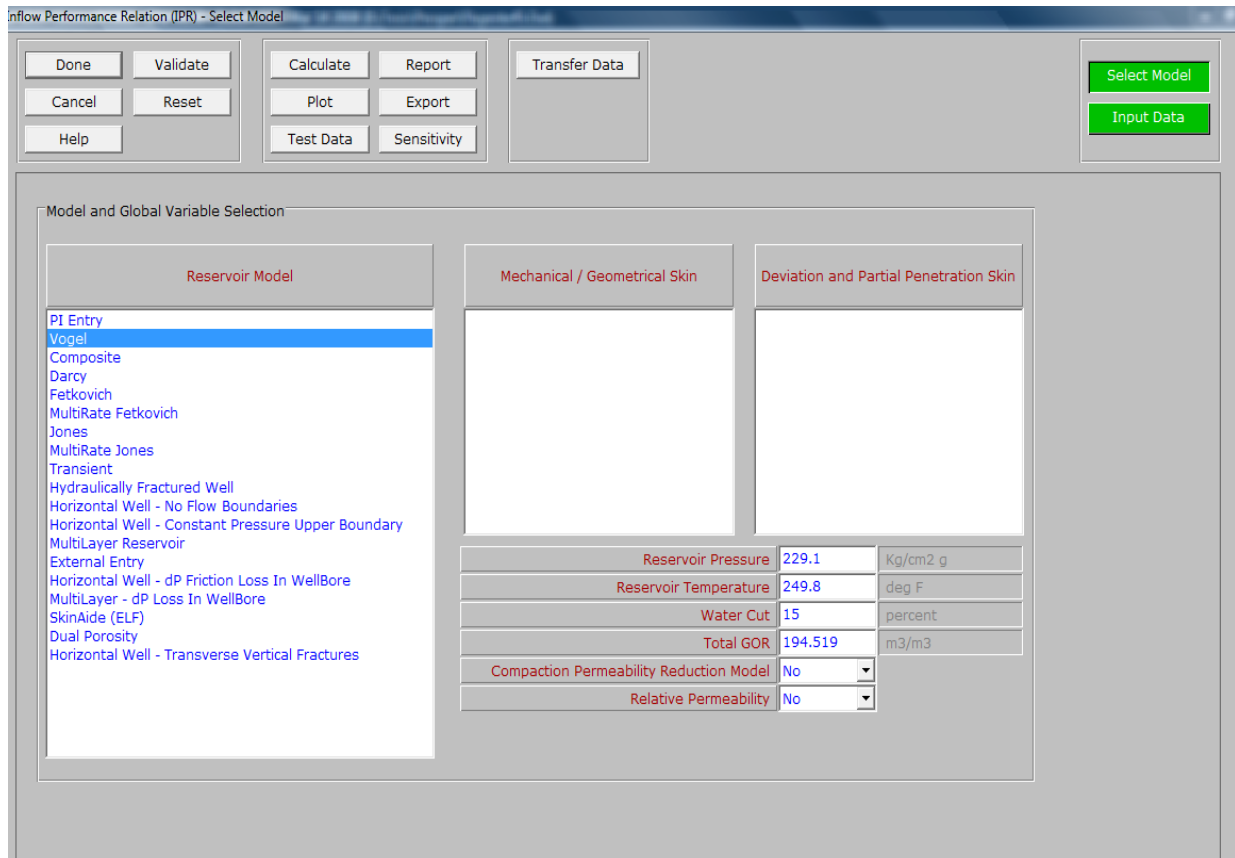 Inflow Performance Relation (IPR) - Select Model
Done Validate Calculate Report Transfer Data Select Model
Cancel Reset Plot Export Input Data
Help Test Data Sensitivity
Model and Global Variable Selection
Reservoir Model Mechanical / Geometrical Skin Deviation and Partial Penetration Skin
PI Entry
Vogel
Composite
Darcy
Fetkovich
MultiRate Fetkovich
Jones
MultiRate Jones
Transient
Hydraulically Fractured Well
Horizontal Well - No Flow Boundaries
Horizontal Well - Constant Pressure Upper Boundary
MultiLayer Reservoir
External Entry
Horizontal Well - dP Friction Loss In WellBore
MultiLayer - dP Loss In WellBore
SkinAide (ELF)
Dual Porosity
Horizontal Well - Transverse Vertical Fractures
Reservoir Pressure 229.1 Kg/cm2 g
Reservoir Temperature 249.8 deg F
Water Cut 15 percent
Total GOR 194.519 m3/m3
Compaction Permeability Reduction Model No
Relative Permeability No